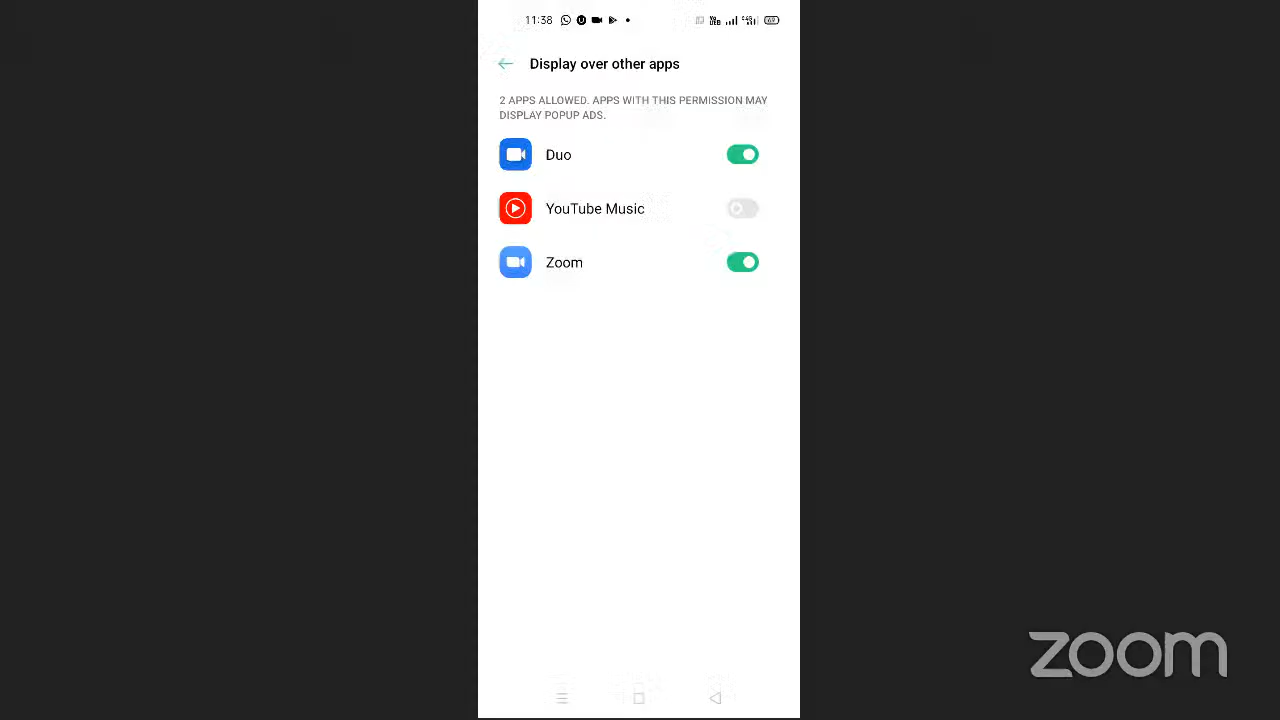 11:38
Display over other apps
2 APPS ALLOWED. APPS WITH THIS PERMISSION MAY
DISPLAY POPUP ADS.
Duo
YouTube Music
Zoom
zoom